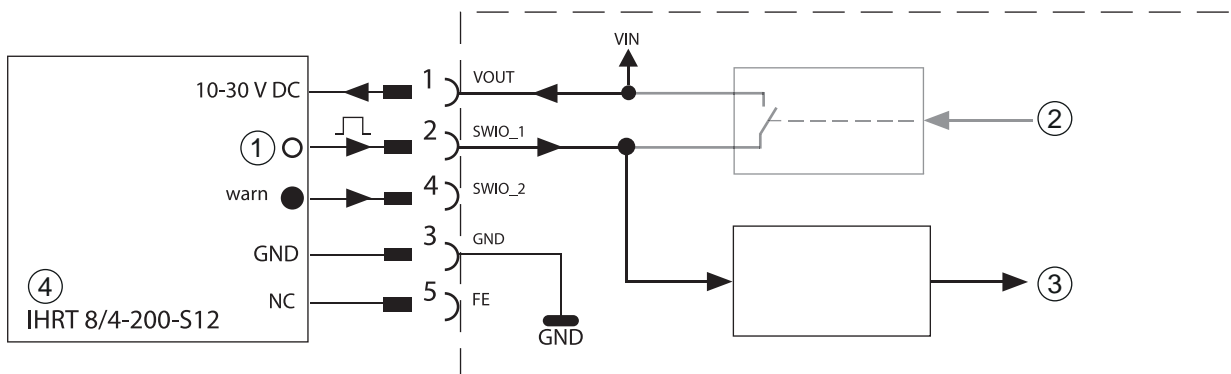 VIN
10-30 V DC
1
VOUT
1
2
SWIO_1
2
warn
4
SWIO_2
GND
3
GND
3
4
NC
5
FE
IHRT 8/4-200-S12
GND